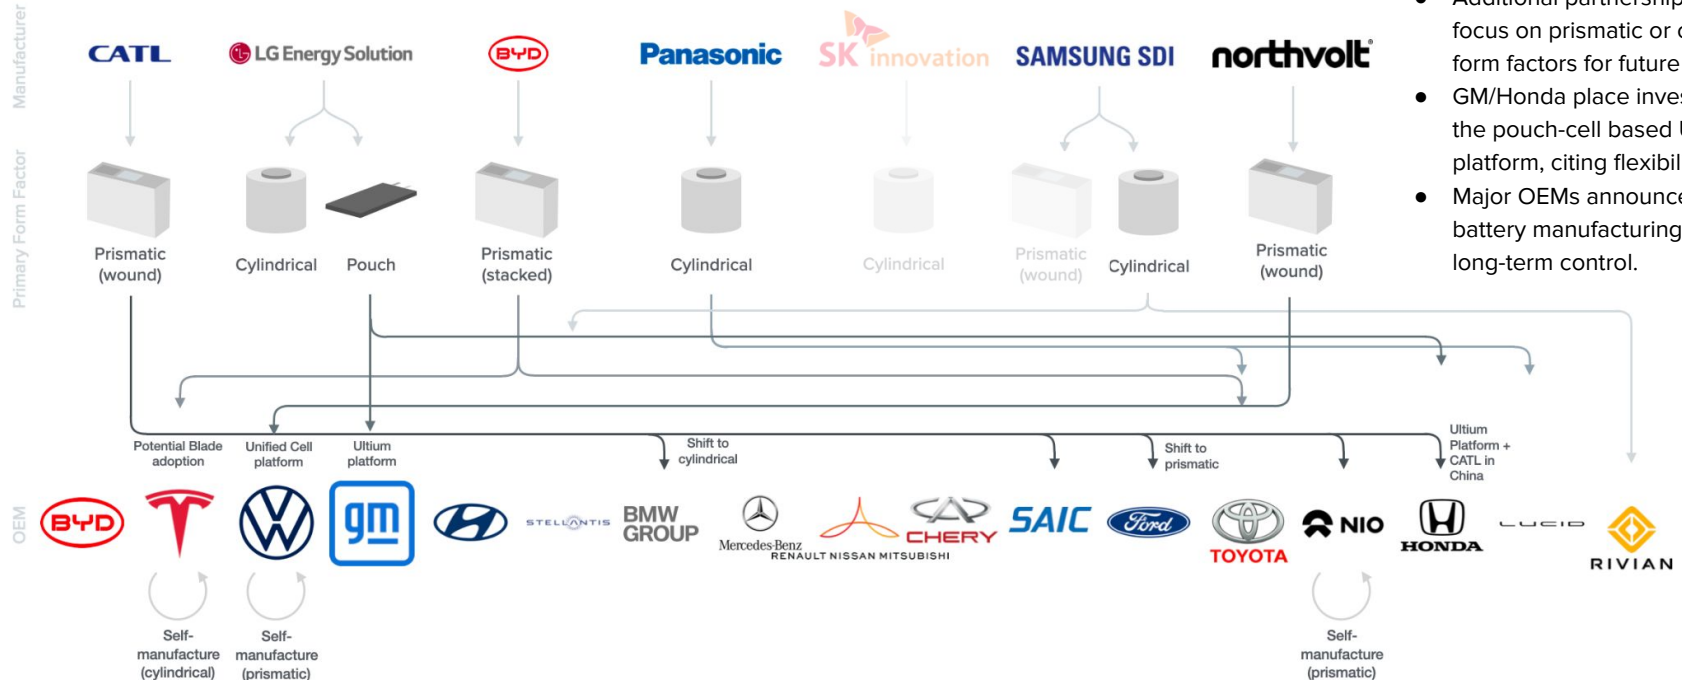 Manufacturer
CATL
LG Energy Solution
BYD
Panasonic
SK innovation
SAMSUNG SDI
northvolt
Primary Form Factor
Prismatic
(wound)
Cylindrical
Pouch
Prismatic
(stacked)
Cylindrical
Cylindrical
Prismatic
(wound)
Cylindrical
Prismatic
(wound)
focus on prismatic or
form factors for future
● GM/Honda place
the pouch-cell based
platform, citing
● Major OEMs
battery manufacturing
long-term control.
Potential Blade
adoption
Unified Cell
platform
Ultium
platform
Shift to
cylindrical
Shift to
prismatic
Ultium
Platform +
CATL in
China
OEM
BYD
gm
STELLANTIS
BMW
GROUP
Mercedes-Benz
RENAULT NISSAN MITSUBISHI
CHERY
SAIC
Ford
TOYOTA
NIO
HONDA
LUCID
RIVIAN
Self-
manufacture
(cylindrical)
Self-
manufacture
(prismatic)
Self-
manufacture
(prismatic)